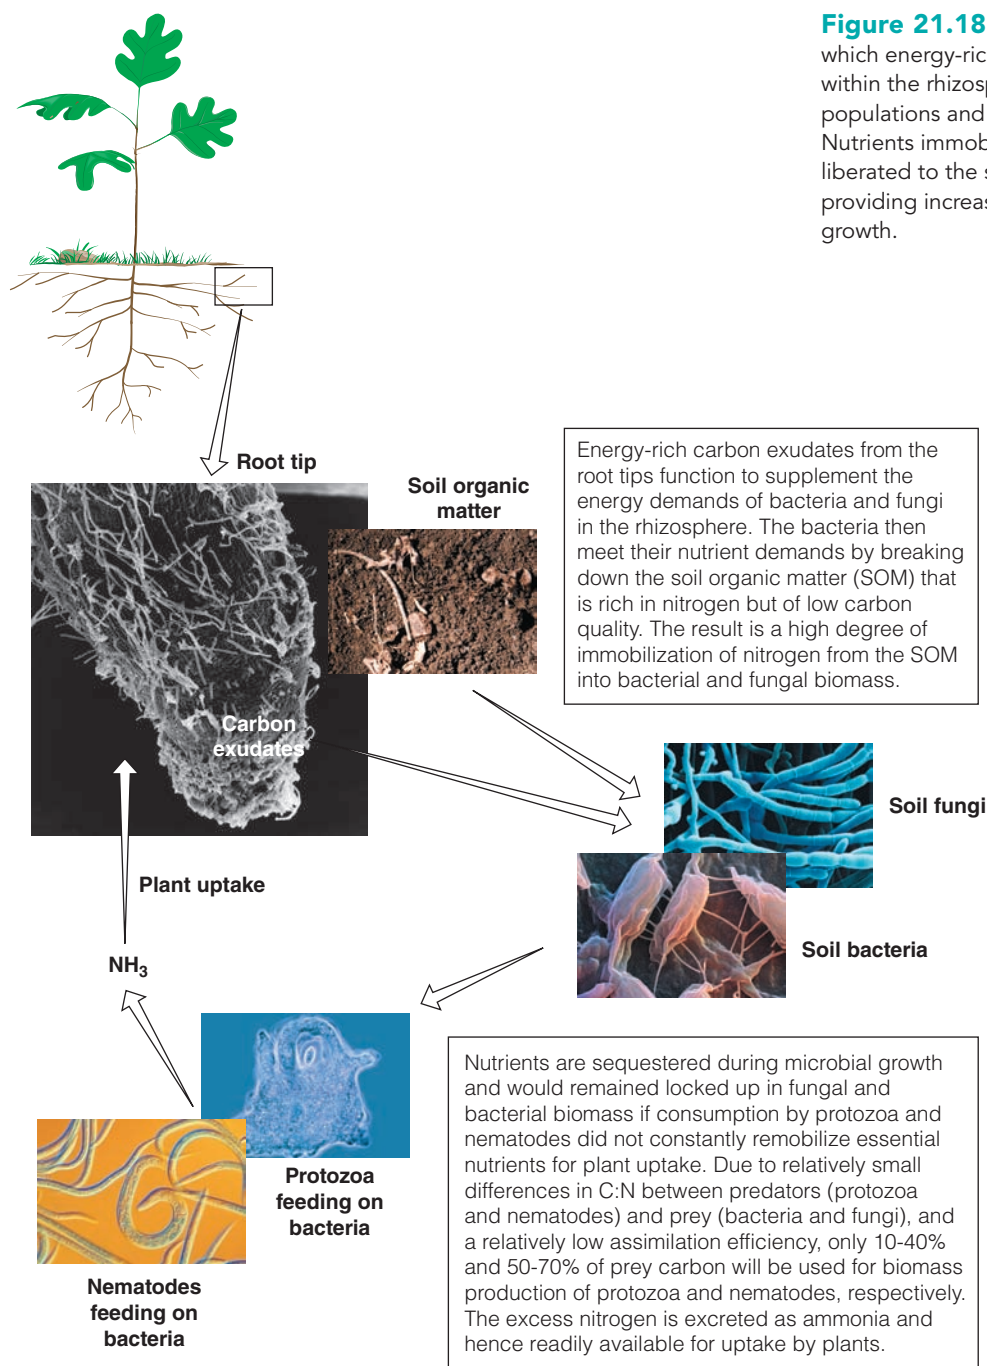 Figure 21.18
which energy-ric
within the rhizosp
populations and
Nutrients immob
liberated to the s
providing increas
growth.
Root tip
Soil organic
matter
Energy-rich carbon exudates from the
root tips function to supplement the
energy demands of bacteria and fungi
in the rhizosphere. The bacteria then
meet their nutrient demands by breaking
down the soil organic matter (SOM) that
is rich in nitrogen but of low carbon
quality. The result is a high degree of
immobilization of nitrogen from the SOM
into bacterial and fungal biomass.
Carbon
exudates
Soil fungi
Plant uptake
Soil bacteria
NH₃
Nutrients are sequestered during microbial growth
and would remained locked up in fungal and
bacterial biomass if consumption by protozoa and
nematodes did not constantly remobilize essential
nutrients for plant uptake. Due to relatively small
differences in C:N between predators (protozoa
and nematodes) and prey (bacteria and fungi), and
a relatively low assimilation efficiency, only 10-40%
and 50-70% of prey carbon will be used for biomass
production of protozoa and nematodes, respectively.
The excess nitrogen is excreted as ammonia and
hence readily available for uptake by plants.
Protozoa
feeding on
bacteria
Nematodes
feeding on
bacteria